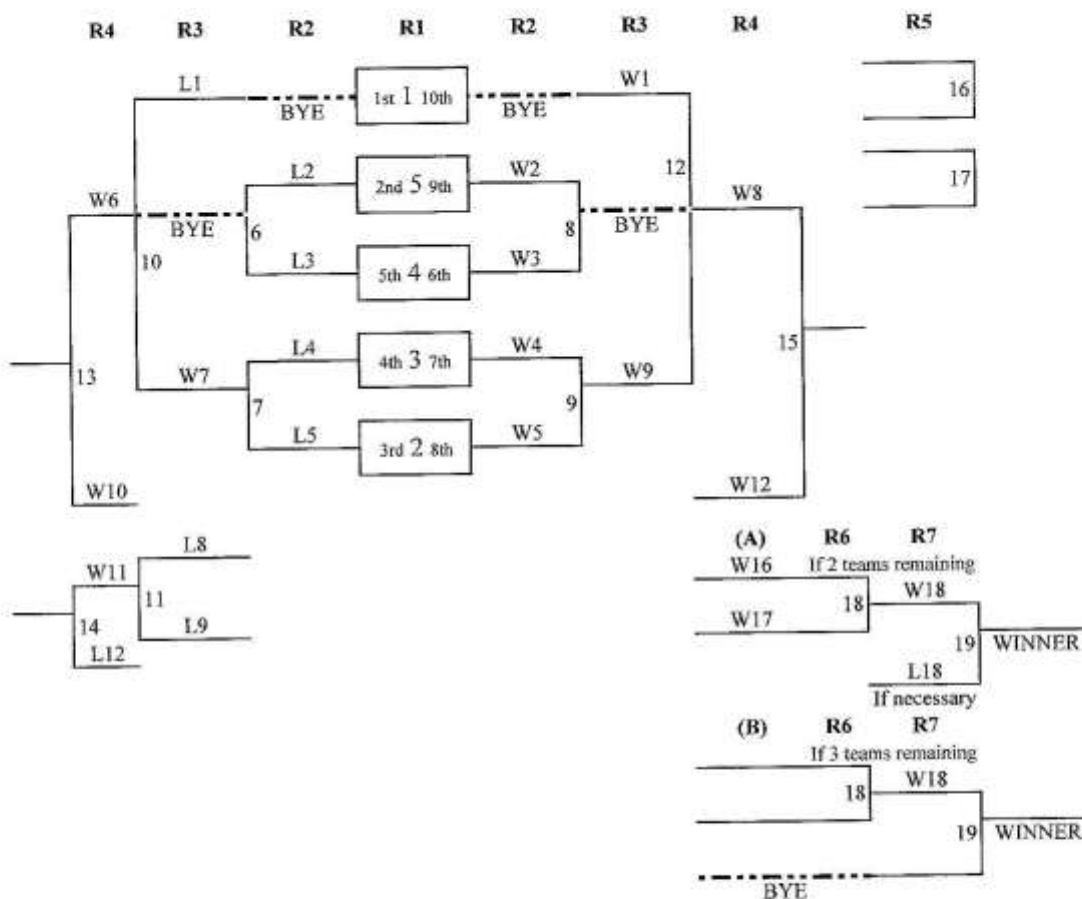 R4 R3 R2 R1 R2 R3 R4 R5
L1 1st 1 10th W1 16
BYE BYE
L2 2nd 5 9th W2 12 17
W6 W8
BYE 6 8 BYE
10 L3 5th 4 6th W3
L4 4th 3 7th W4 15
13 W7 W9
7 9
L5 3rd 2 8th W5
W10 W12
(A) R6 R7
L8 W16 If 2 teams remaining
W11 W18
11 18
14 L9 W17 19 WINNER
L12 L18
If necessary
(B) R6 R7
If 3 teams remaining
18 W18
19 WINNER
BYE